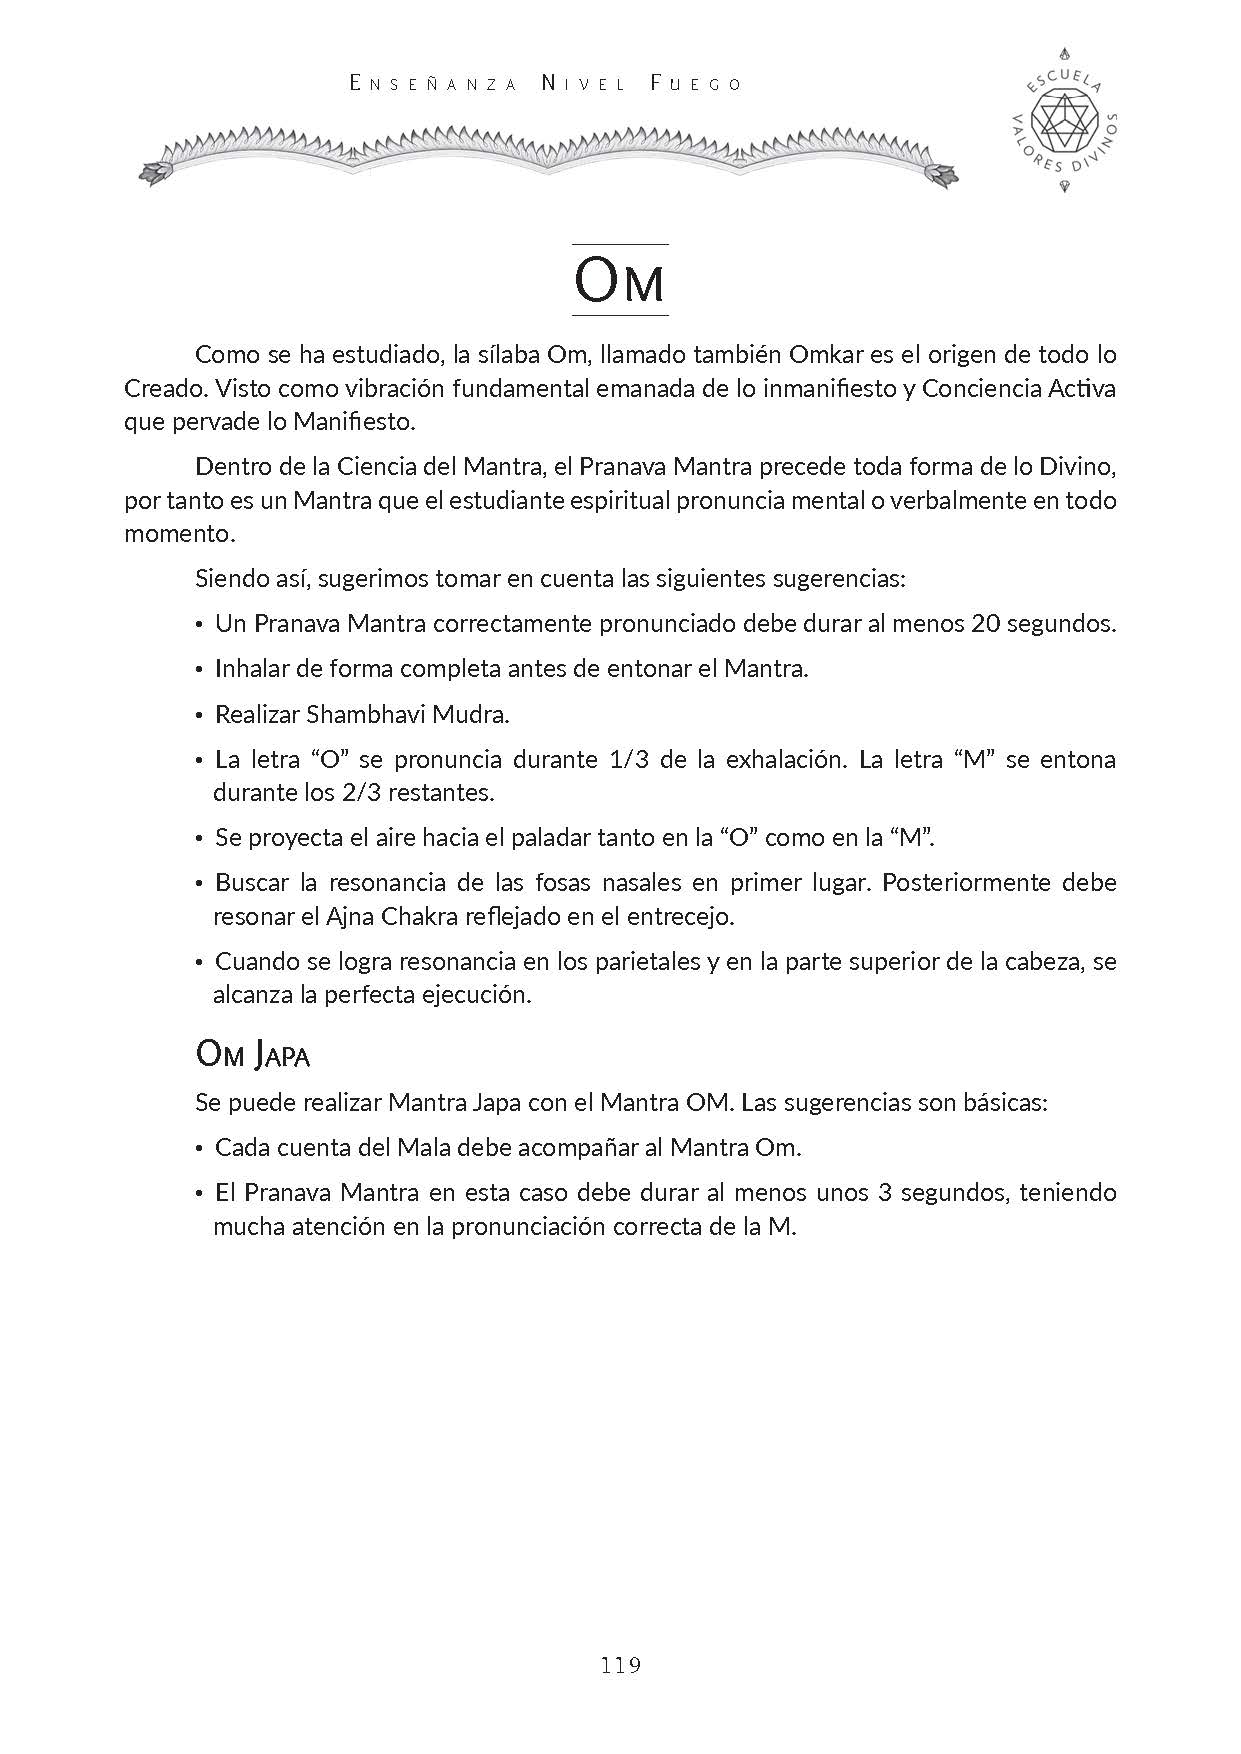 Enseñanza Nivel Fuego
ESCUELA
VALORES DIVINOS
Om
Como se ha estudiado, la sílaba Om, llamado también Omkar es el origen de todo lo
Creado. Visto como vibración fundamental emanada de lo inmanifiesto y Conciencia Activa
que pervade lo Manifiesto.
Dentro de la Ciencia del Mantra, el Pranava Mantra precede toda forma de lo Divino,
por tanto es un Mantra que el estudiante espiritual pronuncia mental o verbalmente en todo
momento.
Siendo así, sugerimos tomar en cuenta las siguientes sugerencias:
• Un Pranava Mantra correctamente pronunciado debe durar al menos 20 segundos.
• Inhalar de forma completa antes de entonar el Mantra.
• Realizar Shambhavi Mudra.
• La letra “O” se pronuncia durante 1/3 de la exhalación. La letra “M” se entona
durante los 2/3 restantes.
• Se proyecta el aire hacia el paladar tanto en la “O” como en la “M”.
• Buscar la resonancia de las fosas nasales en primer lugar. Posteriormente debe
resonar el Ajna Chakra reflejado en el entrecejo.
• Cuando se logra resonancia en los parietales y en la parte superior de la cabeza, se
alcanza la perfecta ejecución.
Om Japa
Se puede realizar Mantra Japa con el Mantra OM. Las sugerencias son básicas:
• Cada cuenta del Mala debe acompañar al Mantra Om.
• El Pranava Mantra en esta caso debe durar al menos unos 3 segundos, teniendo
mucha atención en la pronunciación correcta de la M.
119